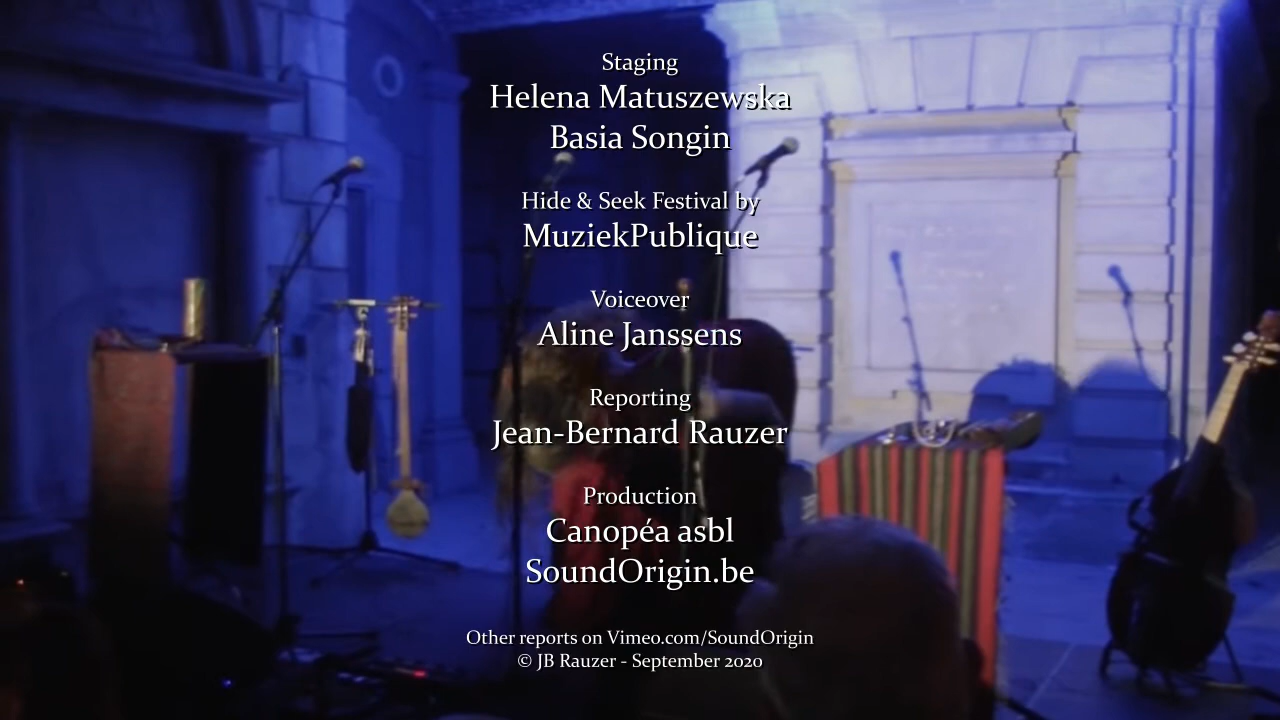 Staging
Helena Matuszewska
Basia Songin
Hide & Seek Festival by
MuziekPublique
Voiceover
Aline Janssens
Reporting
Jean-Bernard Rauzer
Production
Canopéa asbl
SoundOrigin.be
Other reports on Vimeo.com/SoundOrigin
© JB Rauzer - September 2020